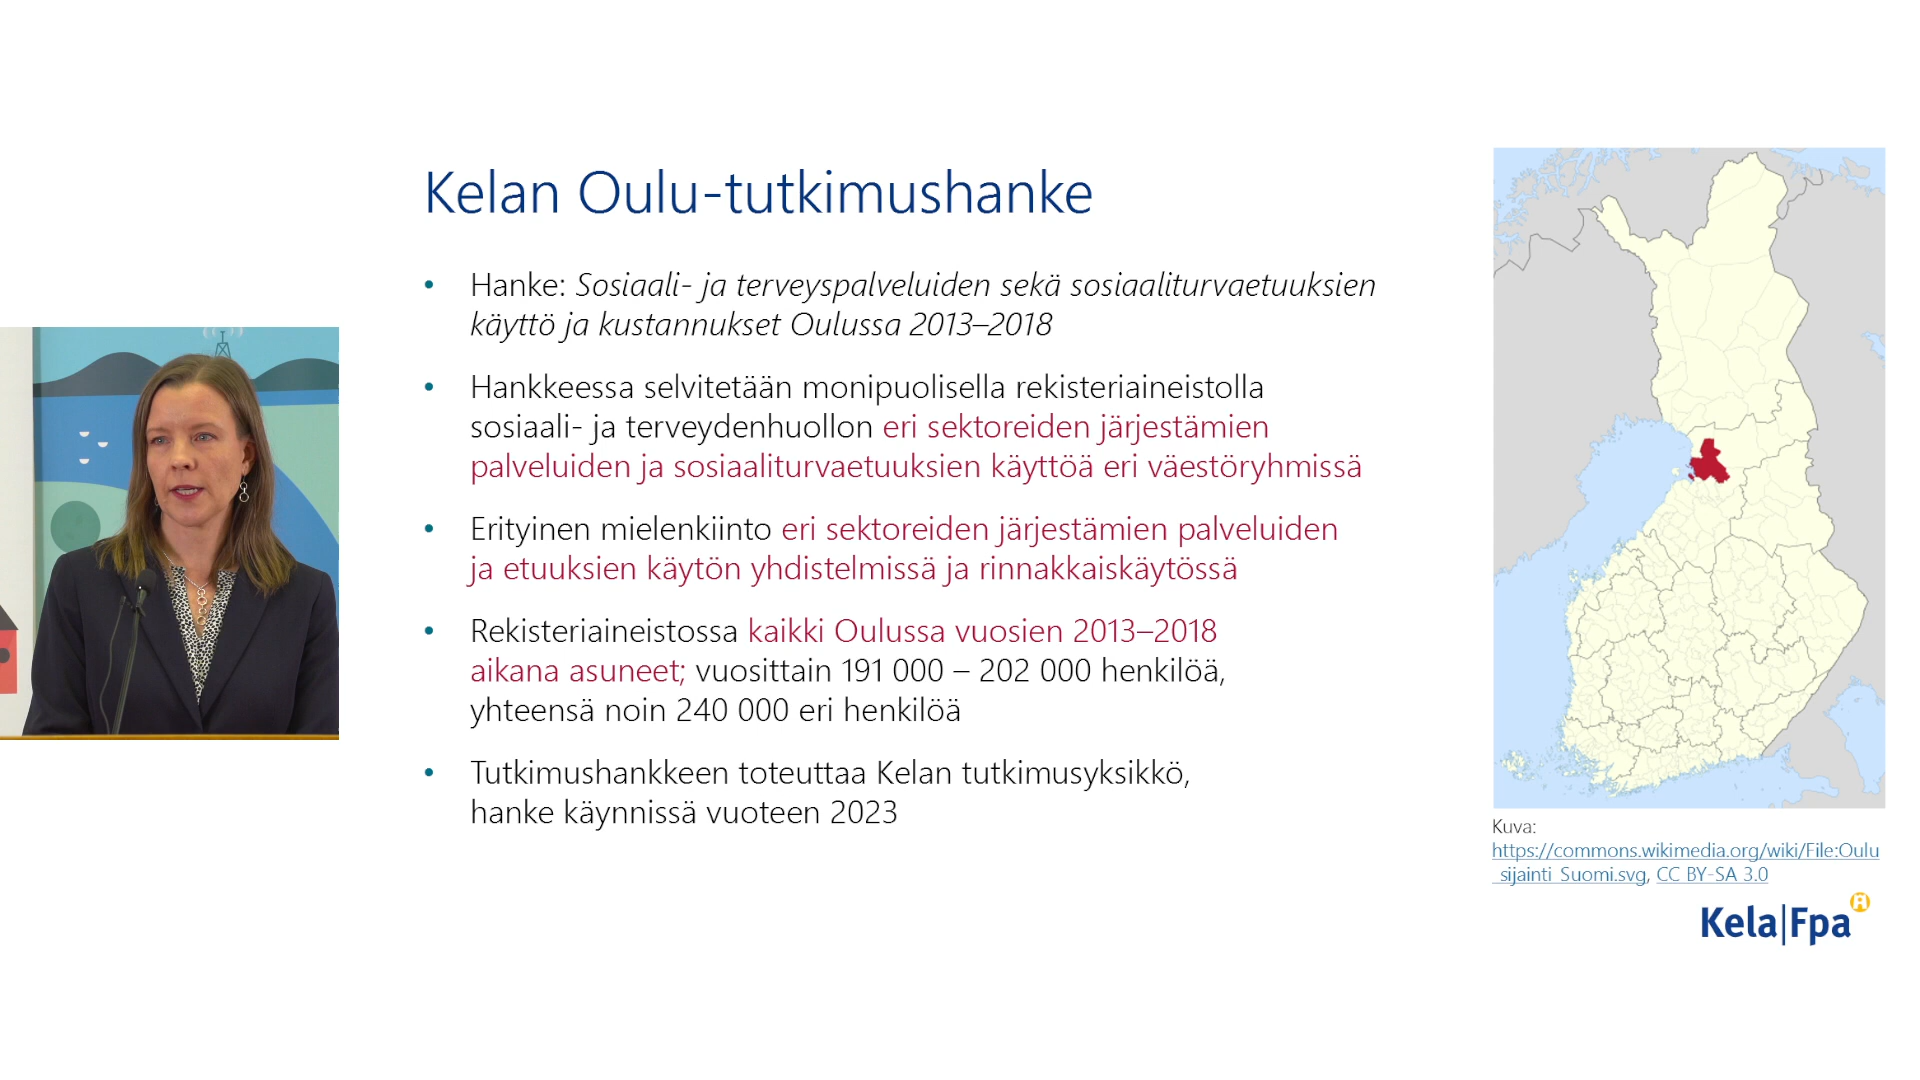 Kelan Oulu-tutkimushanke
• Hanke: Sosiaali- ja terveyspalveluiden sekä sosiaaliturvaetuuksien
käyttö ja kustannukset Oulussa 2013–2018
• Hankkeessa selvitetään monipuolisella rekisteriaineistolla
sosiaali- ja terveydenhuollon eri sektoreiden järjestämien
palveluiden ja sosiaaliturvaetuuksien käyttöä eri väestöryhmissä
• Erityinen mielenkiinto eri sektoreiden järjestämien palveluiden
ja etuuksien käytön yhdistelmissä ja rinnakkaiskäytössä
• Rekisteriaineistossa kaikki Oulussa vuosien 2013–2018
aikana asuneet; vuosittain 191 000 – 202 000 henkilöä,
yhteensä noin 240 000 eri henkilöä
• Tutkimushankkeen toteuttaa Kelan tutkimusyksikkö,
hanke käynnissä vuoteen 2023
Kuva:
https://commons.wikimedia.org/wiki/File:Oulu
_sijainti_Suomi.svg, CC BY-SA 3.0
Kela|Fpa